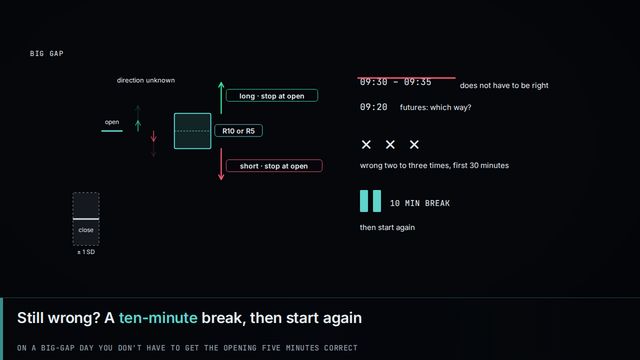 BIG GAP
direction unknown
open
long · stop at open
R10 or R5
short · stop at open
close
± 1 SD
09:30 – 09:35
does not have to be right
09:20 futures: which way?
× × ×
wrong two to three times, first 30 minutes
10 MIN BREAK
then start again
Still wrong? A ten-minute break, then start again
ON A BIG-GAP DAY YOU DON'T HAVE TO GET THE OPENING FIVE MINUTES CORRECT